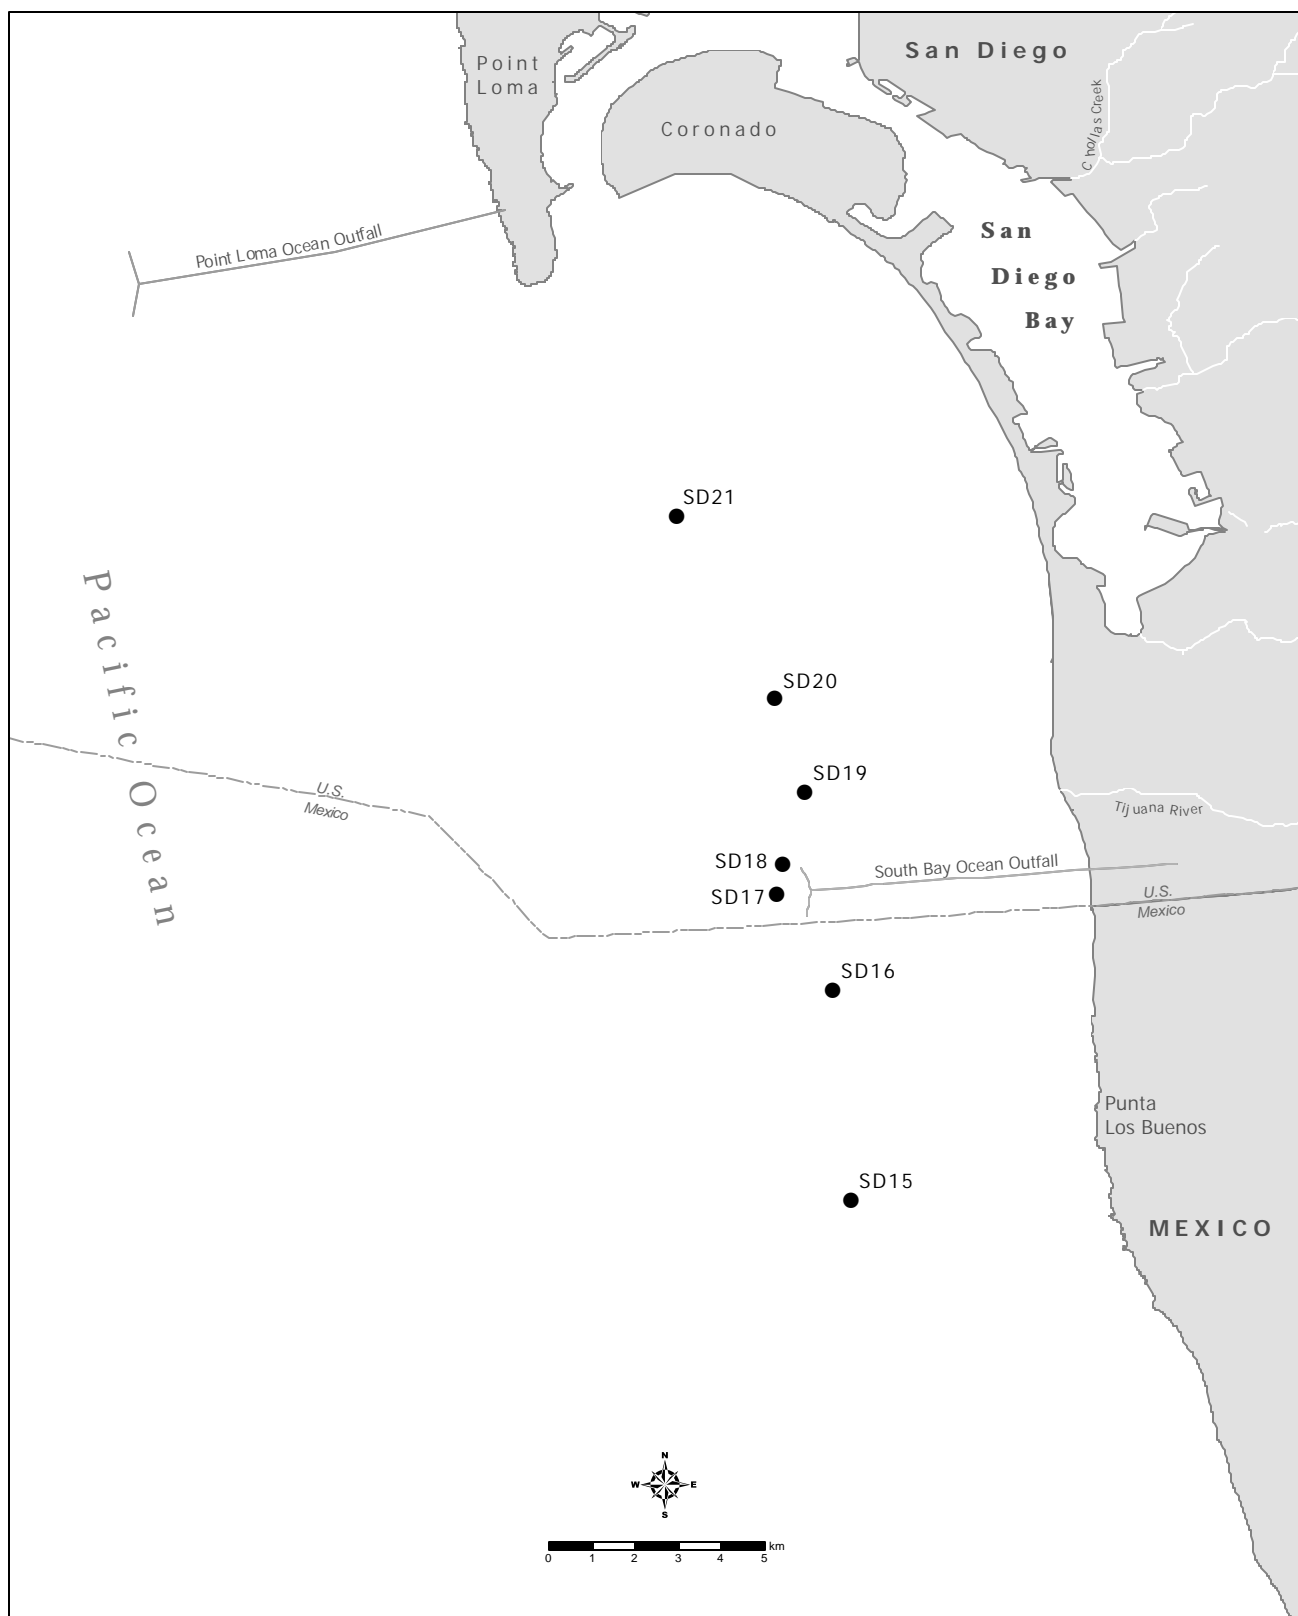 Point
Loma
San Diego
Coronado
Chollas Creek
Point Loma Ocean Outfall
San
Diego
Bay
SD21
Pacific Ocean
SD20
U.S.
Mexico
SD19
Tijuana River
SD18
South Bay Ocean Outfall
SD17
U.S.
Mexico
SD16
Punta
Los Buenos
SD15
MEXICO
N
W E
S
km
0 1 2 3 4 5